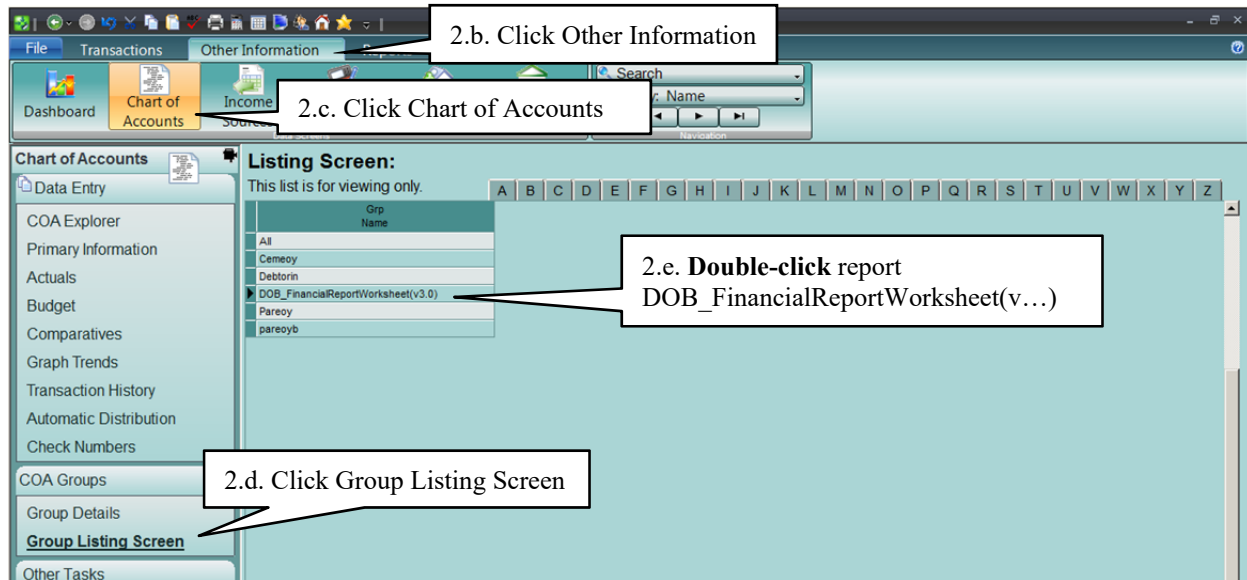 File Transactions Other Information
2.b. Click Other Information
Dashboard
Chart of
Accounts
Income
2.c. Click Chart of Accounts
Search
: Name
Data Screens
Navigation
Chart of Accounts
Data Entry
COA Explorer
Primary Information
Actuals
Budget
Comparatives
Graph Trends
Transaction History
Automatic Distribution
Check Numbers
COA Groups
Group Details
Group Listing Screen
Other Tasks
Listing Screen:
This list is for viewing only.
A B C D E F G H I J K L M N O P Q R S T U V W X Y Z
Grp
Name
All
Cemeoy
Debtorin
DOB_FinancialReportWorksheet(v3.0)
Pareoy
pareoyb
2.e. Double-click report
DOB_FinancialReportWorksheet(v…)
2.d. Click Group Listing Screen